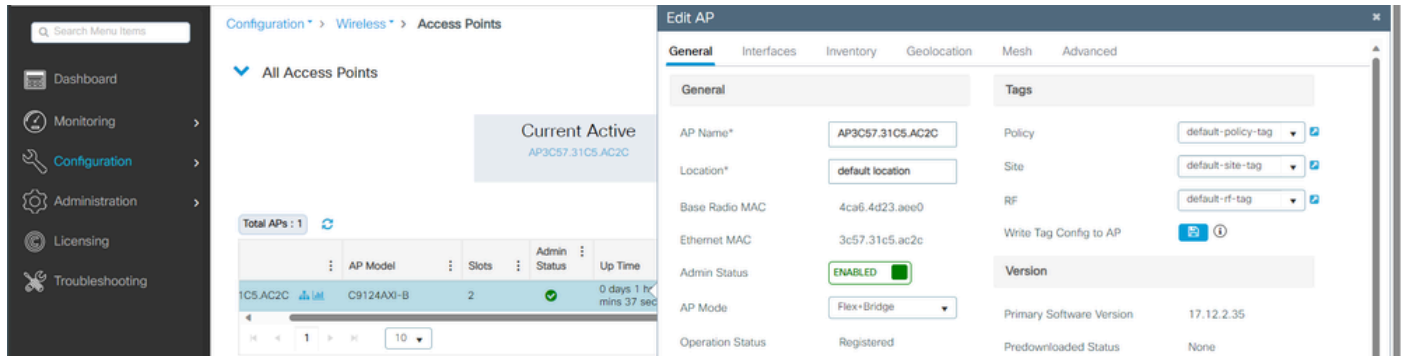 Search Menu Items
Dashboard
Monitoring
Configuration
Administration
Licensing
Troubleshooting
Configuration > Wireless > Access Points
All Access Points
Current Active
AP3C57.31C5.AC2C
Total APs : 1
AP Model Slots Admin Status Up Time
1C5.AC2C C9124AXI-B 2 0 days 1
mins 37 sec
1 10
Edit AP
General Interfaces Inventory Geolocation Mesh Advanced
General
AP Name* AP3C57.31C5.AC2C
Location* default location
Base Radio MAC 4ca6.4d23.aee0
Ethernet MAC 3c57.31c5.ac2c
Admin Status ENABLED
AP Mode Flex+Bridge
Operation Status Registered
Tags
Policy default-policy-tag
Site default-site-tag
RF default-rf-tag
Write Tag Config to AP
Version
Primary Software Version 17.12.2.35
Predownloaded Status None